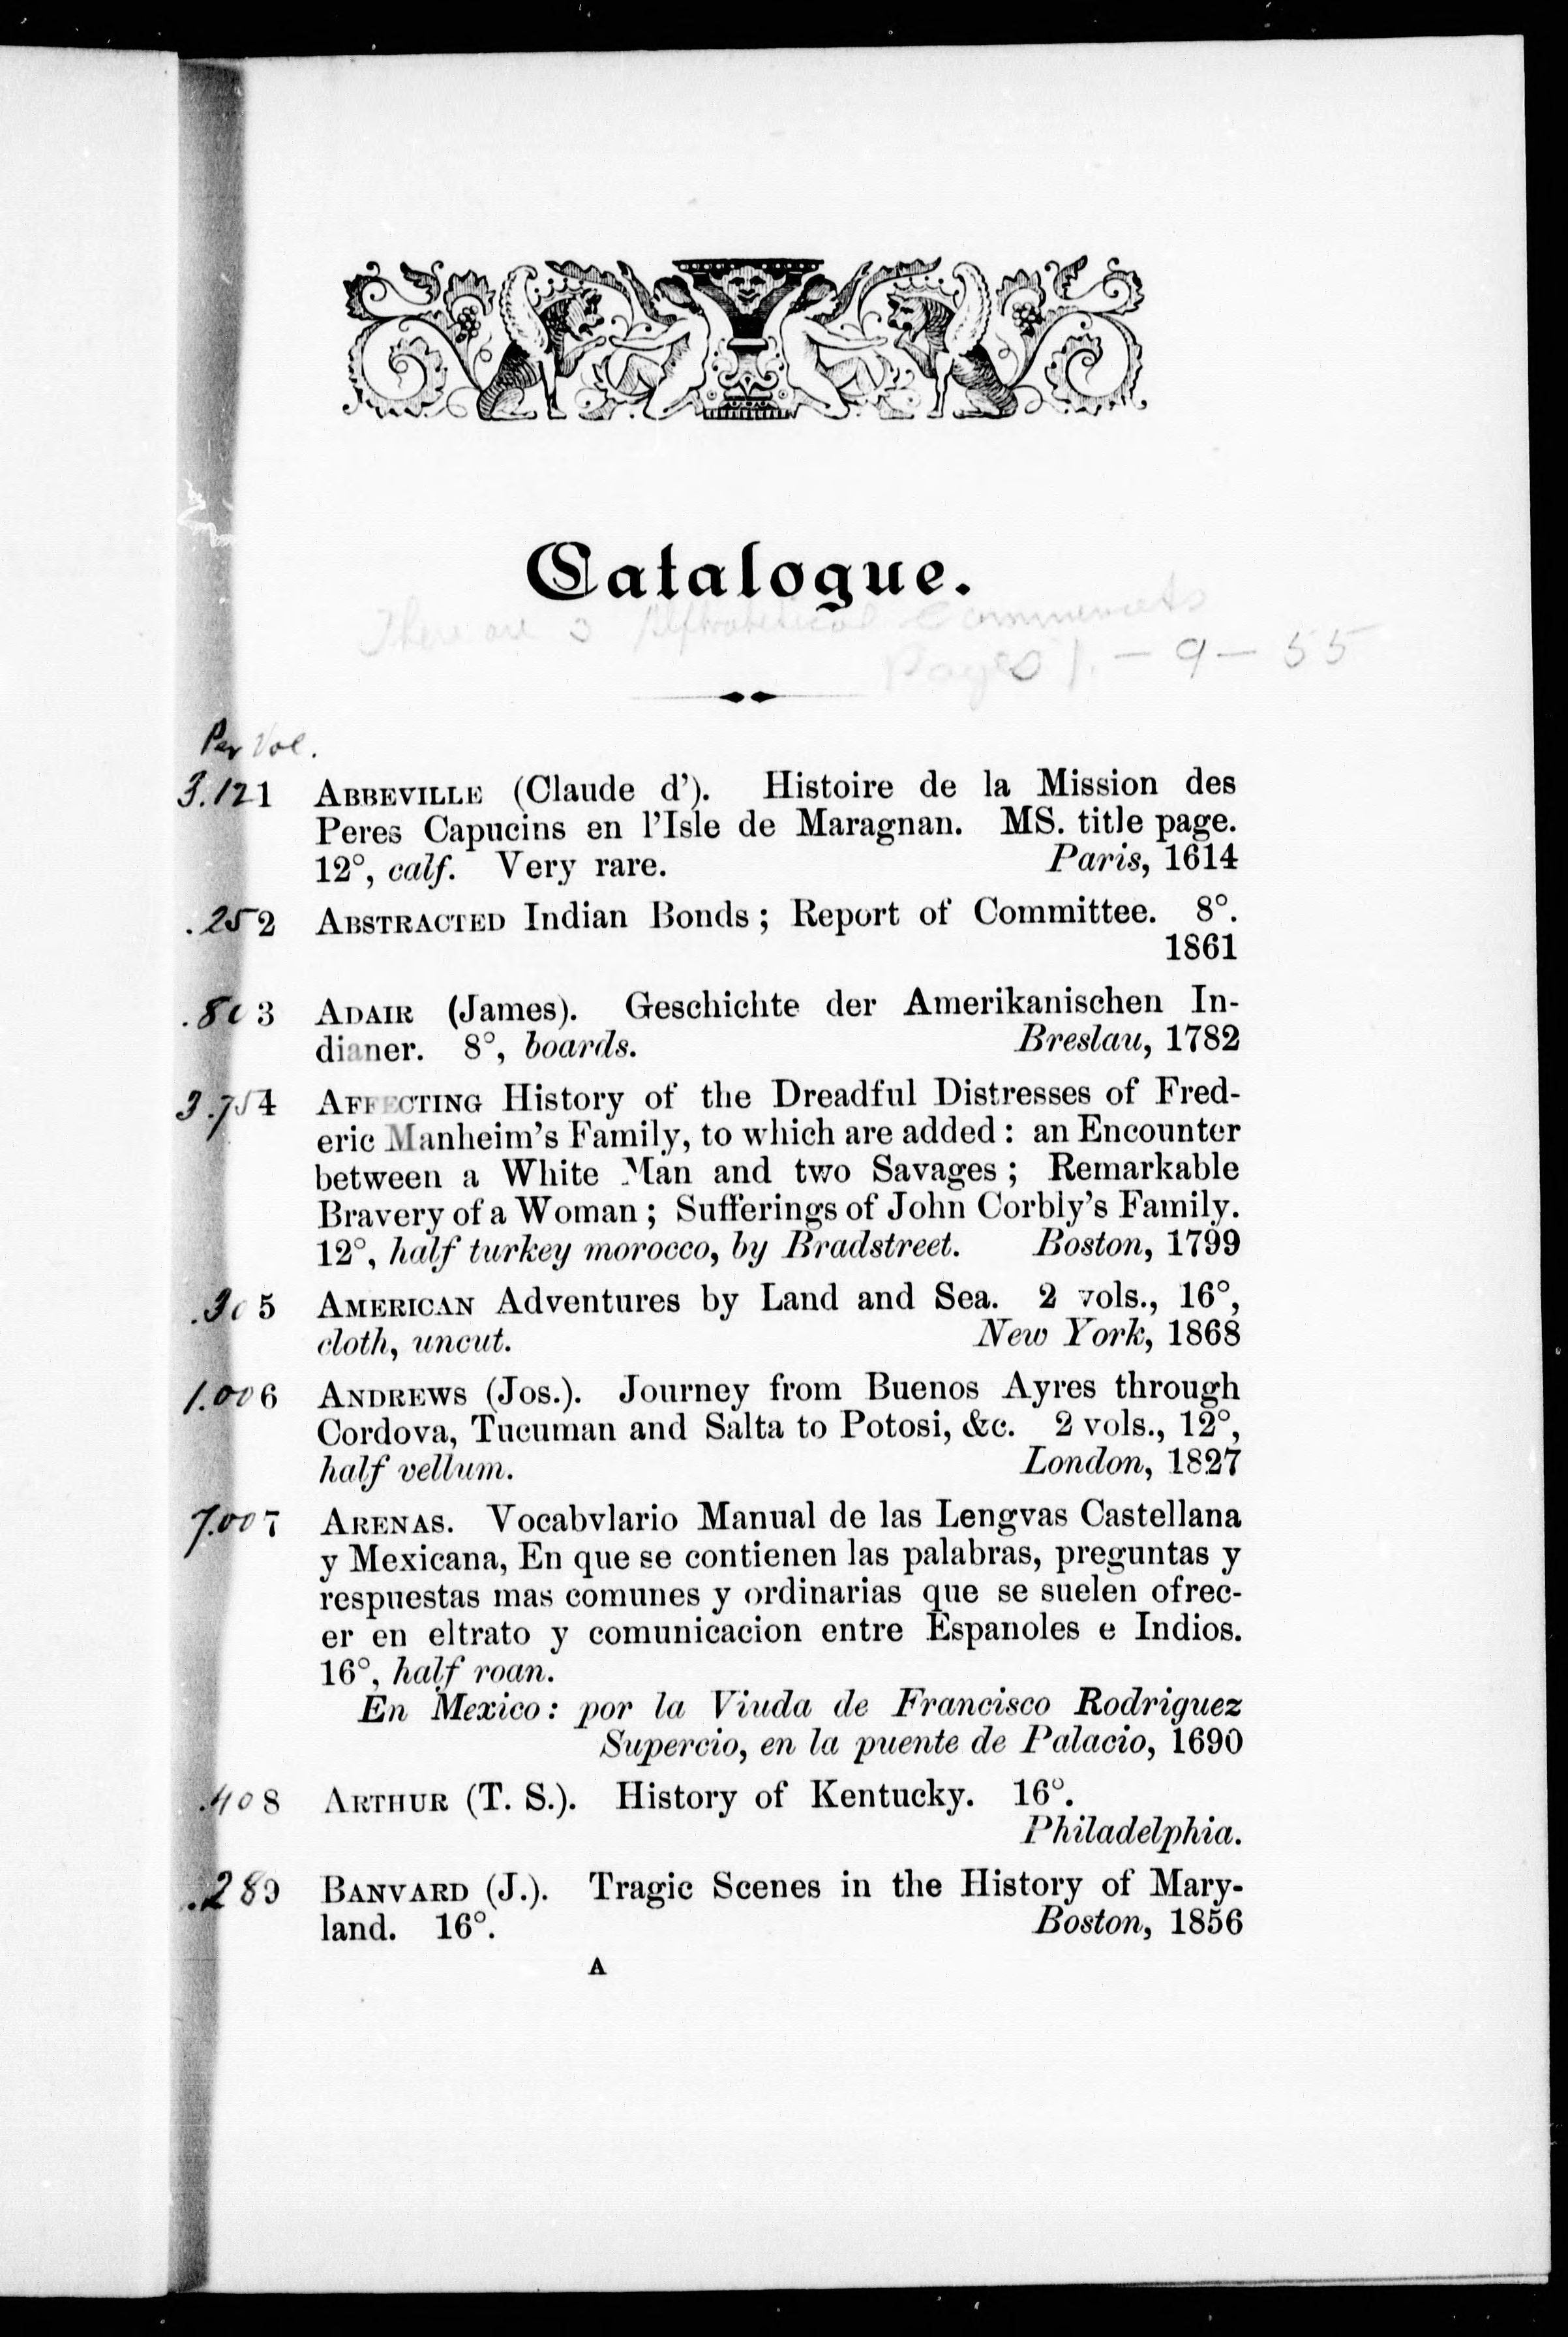 Catalogue.
There are 3 Alphabetical Commencements
Pages 1. — 9 — 55
Per Vol.
3.12 1 ABBEVILLE (Claude d'). Histoire de la Mission des
Peres Capucins en l'Isle de Maragnan. MS. title page.
12°, calf. Very rare. Paris, 1614
.25 2 ABSTRACTED Indian Bonds; Report of Committee. 8°.
1861
.80 3 ADAIR (James). Geschichte der Amerikanischen In-
dianer. 8°, boards. Breslau, 1782
3.75 4 AFFECTING History of the Dreadful Distresses of Fred-
eric Manheim's Family, to which are added: an Encounter
between a White Man and two Savages; Remarkable
Bravery of a Woman; Sufferings of John Corbly's Family.
12°, half turkey morocco, by Bradstreet. Boston, 1799
.30 5 AMERICAN Adventures by Land and Sea. 2 vols., 16°,
cloth, uncut. New York, 1868
1.00 6 ANDREWS (Jos.). Journey from Buenos Ayres through
Cordova, Tucuman and Salta to Potosi, &c. 2 vols., 12°,
half vellum. London, 1827
7.00 7 ARENAS. Vocabvlario Manual de las Lengvas Castellana
y Mexicana, En que se contienen las palabras, preguntas y
respuestas mas comunes y ordinarias que se suelen ofrec-
er en eltrato y comunicacion entre Espanoles e Indios.
16°, half roan.
En Mexico: por la Viuda de Francisco Rodriguez
Supercio, en la puente de Palacio, 1690
.40 8 ARTHUR (T. S.). History of Kentucky. 16°.
Philadelphia.
.28 9 BANVARD (J.). Tragic Scenes in the History of Mary-
land. 16°. Boston, 1856
A